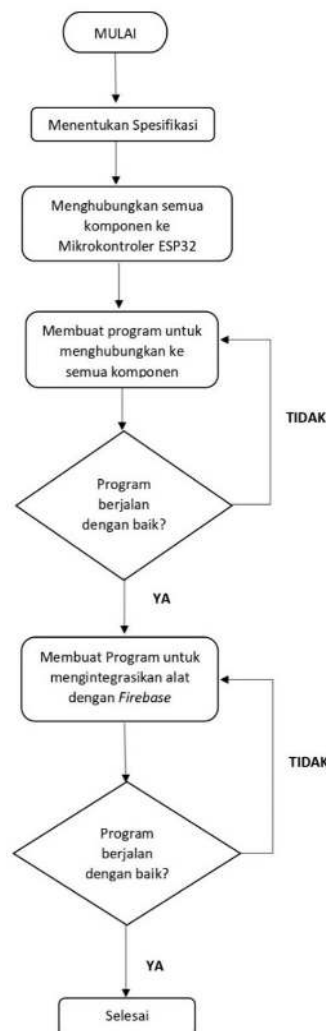 MULAI
Menentukan Spesifikasi
Menghubungkan semua
komponen ke
Mikrokontroler ESP32
Membuat program untuk
menghubungkan ke
semua komponen
TIDAK
Program
berjalan
dengan baik?
YA
Membuat Program untuk
mengintegrasikan alat
dengan Firebase
TIDAK
Program
berjalan
dengan baik?
YA
Selesai